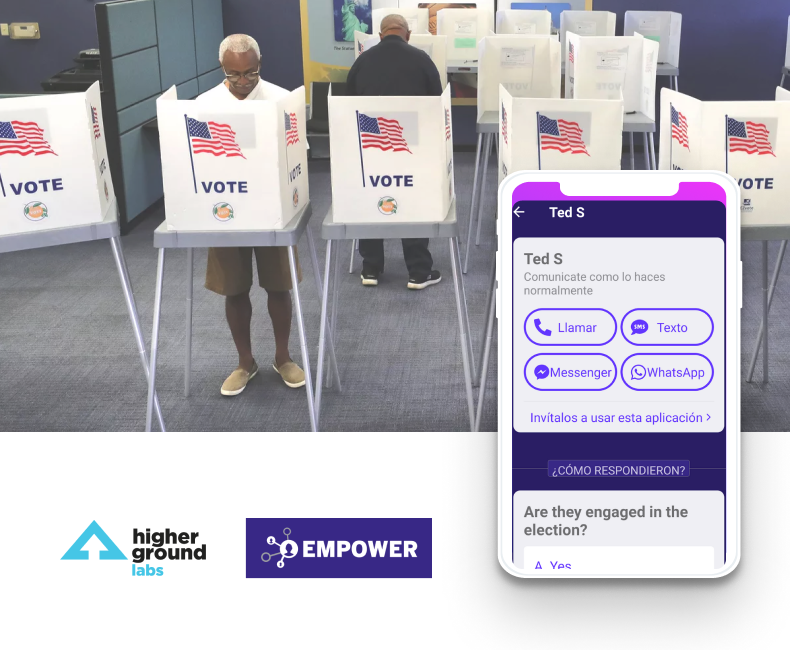 VOTE
VOTE
VOTE
VOTE
Ted S
Ted S
Comunicate como lo haces
normalmente
Llamar
SMS
Texto
Messenger
WhatsApp
Invítalos a usar esta aplicación
¿CÓMO RESPONDIERON?
Are they engaged in the
election?
A Yes
higher
ground
labs
EMPOWER